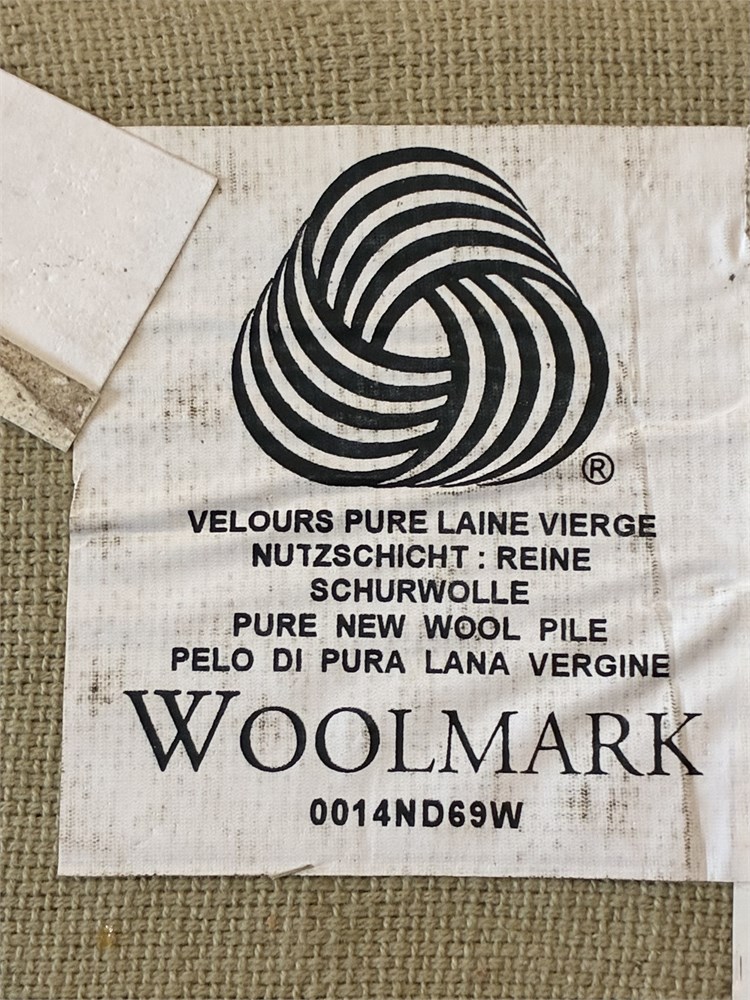 ®
VELOURS PURE LAINE VIERGE
NUTZSCHICHT : REINE
SCHURWOLLE
PURE NEW WOOL PILE
PELO DI PURA LANA VERGINE
WOOLMARK
0014ND69W